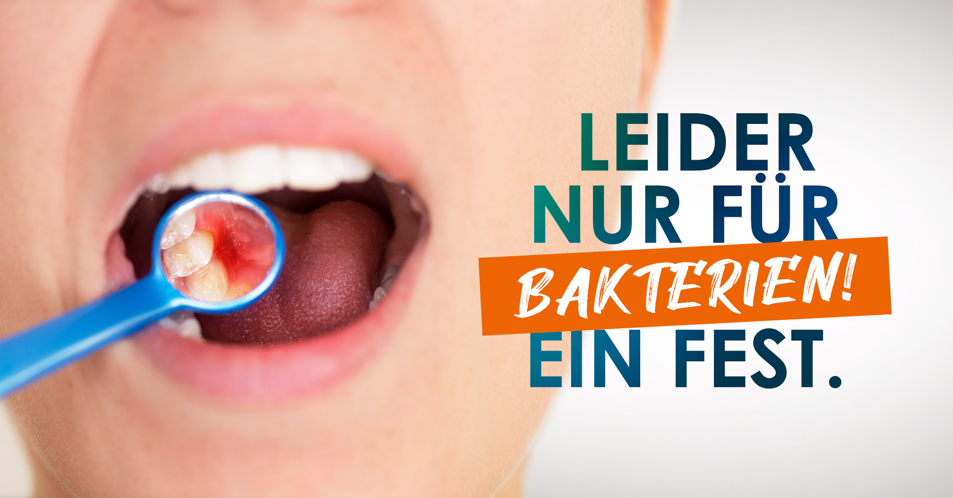 LEIDER
NUR FÜR
BAKTERIEN!
EIN FEST.